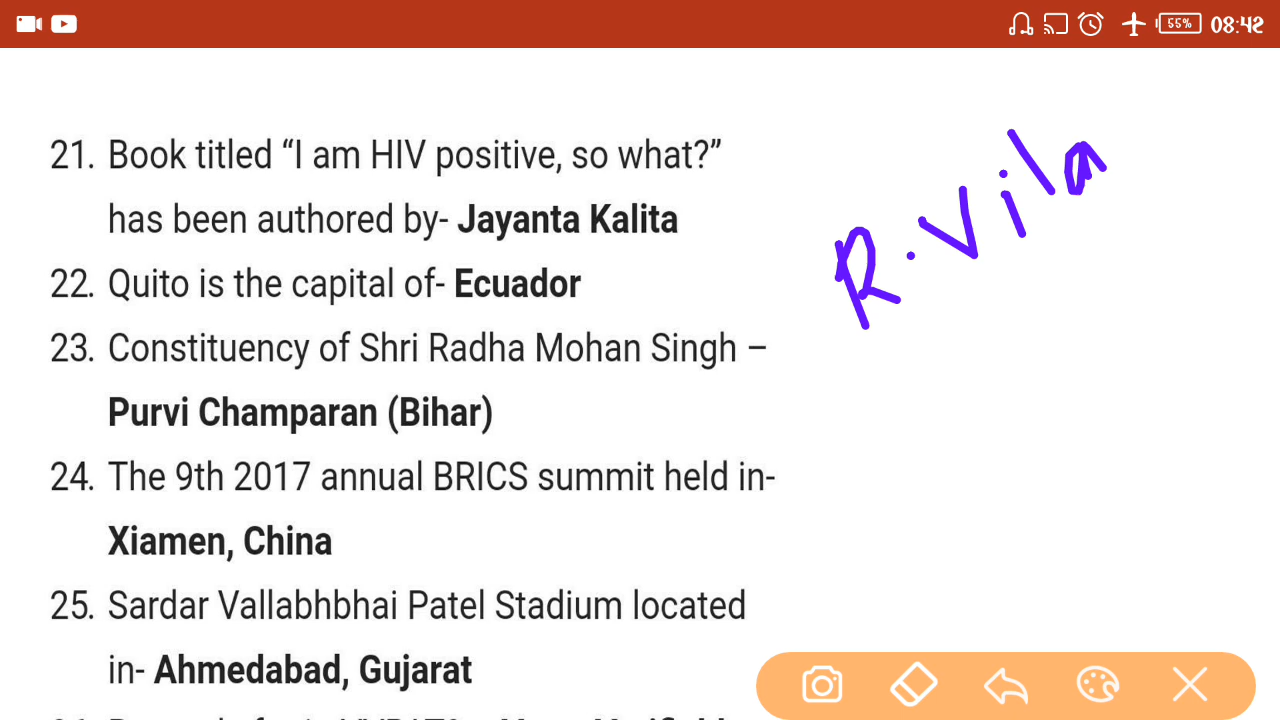 55% 08:42
21. Book titled “I am HIV positive, so what?”
has been authored by- Jayanta Kalita
22. Quito is the capital of- Ecuador
23. Constituency of Shri Radha Mohan Singh –
Purvi Champaran (Bihar)
24. The 9th 2017 annual BRICS summit held in-
Xiamen, China
25. Sardar Vallabhbhai Patel Stadium located
in- Ahmedabad, Gujarat
R.Vila